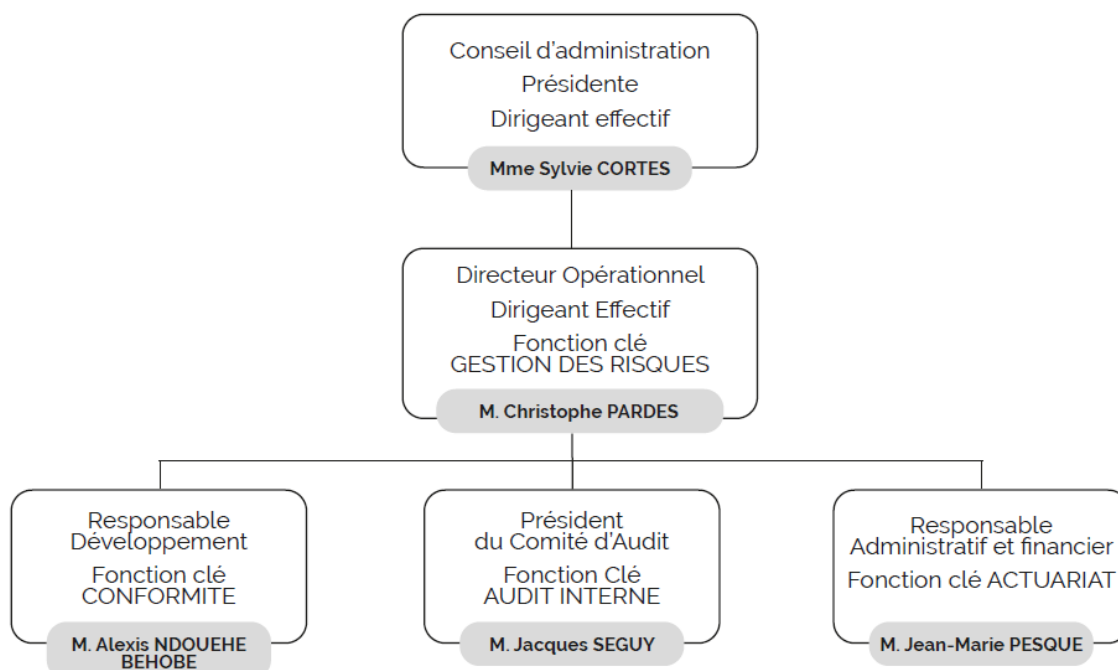 Conseil d'administration
Présidente
Dirigeant effectif
Mme Sylvie CORTES
Directeur Opérationnel
Dirigeant Effectif
Fonction clé
GESTION DES RISQUES
M. Christophe PARDES
Responsable
Développement
Fonction clé
CONFORMITE
M. Alexis NDOUEHE
BEHOBE
Président
du Comité d'Audit
Fonction Clé
AUDIT INTERNE
M. Jacques SEGUY
Responsable
Administratif et financier
Fonction clé ACTUARIAT
M. Jean-Marie PESQUE